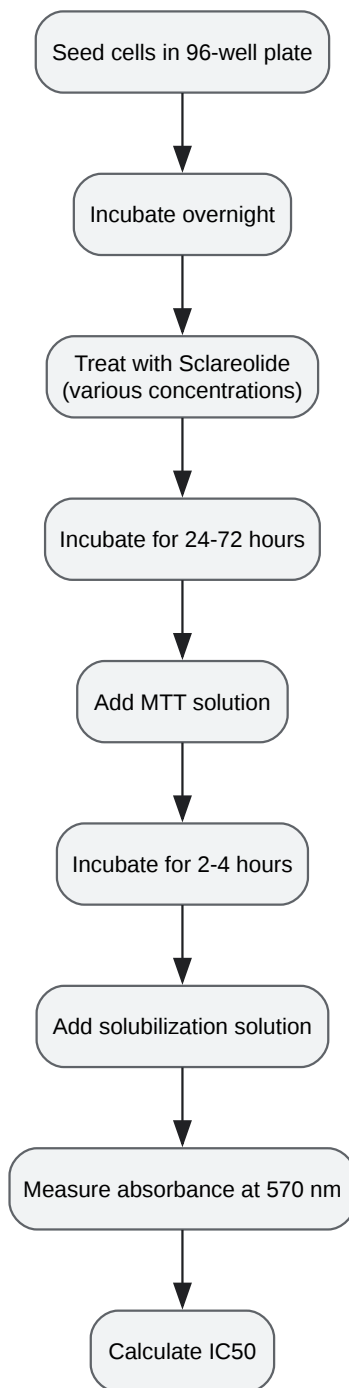 Seed cells in 96-well plate
Incubate overnight
Treat with Sclareolide
(various concentrations)
Incubate for 24-72 hours
Add MTT solution
Incubate for 2-4 hours
Add solubilization solution
Measure absorbance at 570 nm
Calculate IC50